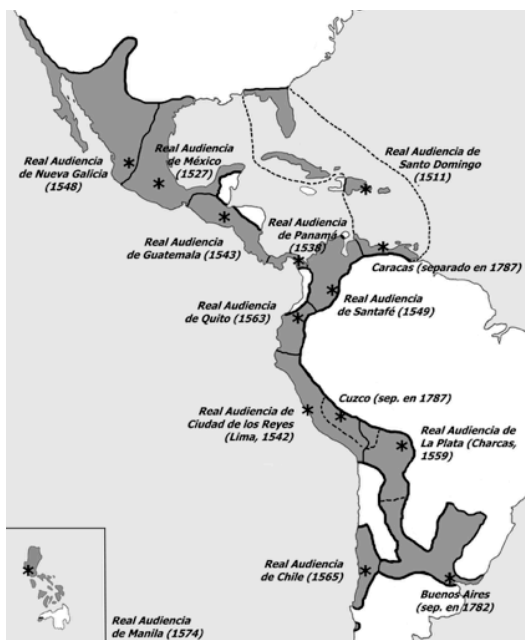 Real Audiencia
de México
(1527)
Real Audiencia
de Nueva Galicia
(1548)
Real Audiencia de
Santo Domingo
(1511)
Real Audiencia
de Panamá
(1538)
Real Audiencia
de Guatemala (1543)
Caracas (separado en 1787)
Real Audiencia
de Quito (1563)
Real Audiencia
de Santafé (1549)
Cuzco (sep. en 1787)
Real Audiencia de
Ciudad de los Reyes
(Lima, 1542)
Real Audiencia de
La Plata (Charcas,
1559)
Real Audiencia
de Chile (1565)
Buenos Aires
(sep. en 1782)
Real Audiencia
de Manila (1574)